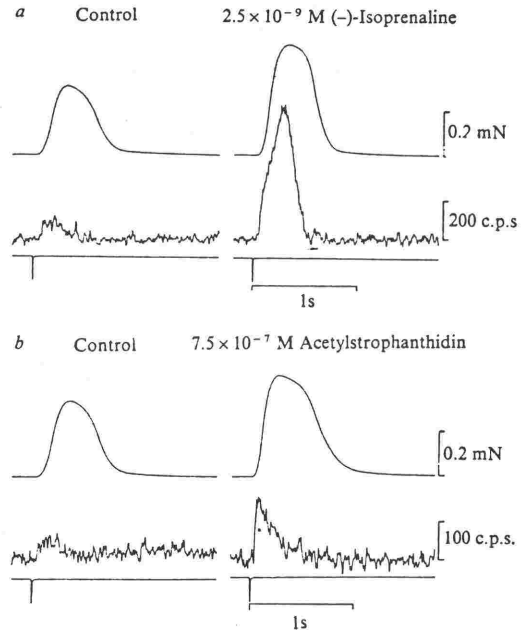 a Control 2.5 × 10⁻⁹ M (−)-Isoprenaline
0.2 mN
200 c.p.s
1s
b Control 7.5 × 10⁻⁷ M Acetylstrophanthidin
0.2 mN
100 c.p.s.
1s